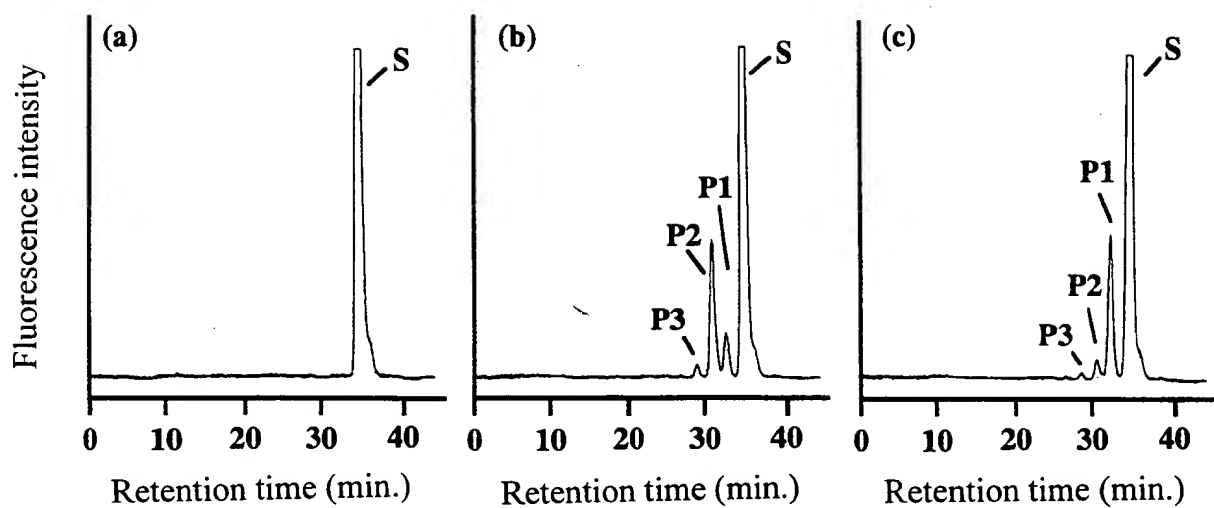 Fluorescence intensity
(a)
S
0 10 20 30 40
Retention time (min.)
(b)
S
P1
P2
P3
0 10 20 30 40
Retention time (min.)
(c)
S
P1
P2
P3
0 10 20 30 40
Retention time (min.)